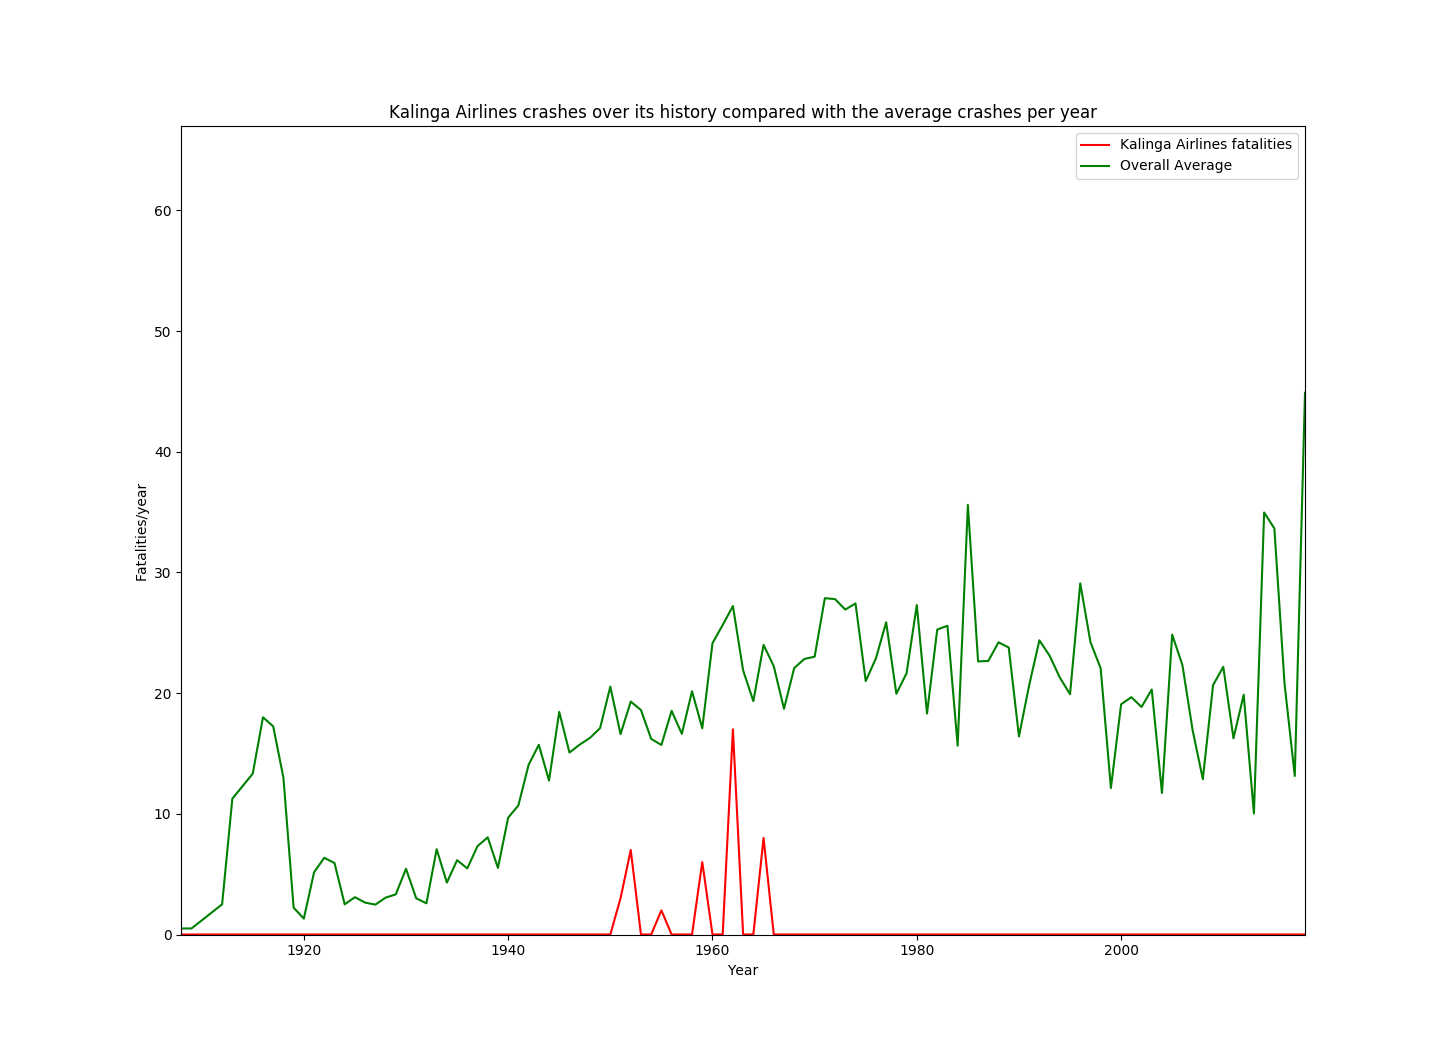 Kalinga Airlines crashes over its history compared with the average crashes per year
Kalinga Airlines fatalities
Overall Average
60
50
40
30
20
10
0
Fatalities/year
1920
1940
1960
1980
2000
Year